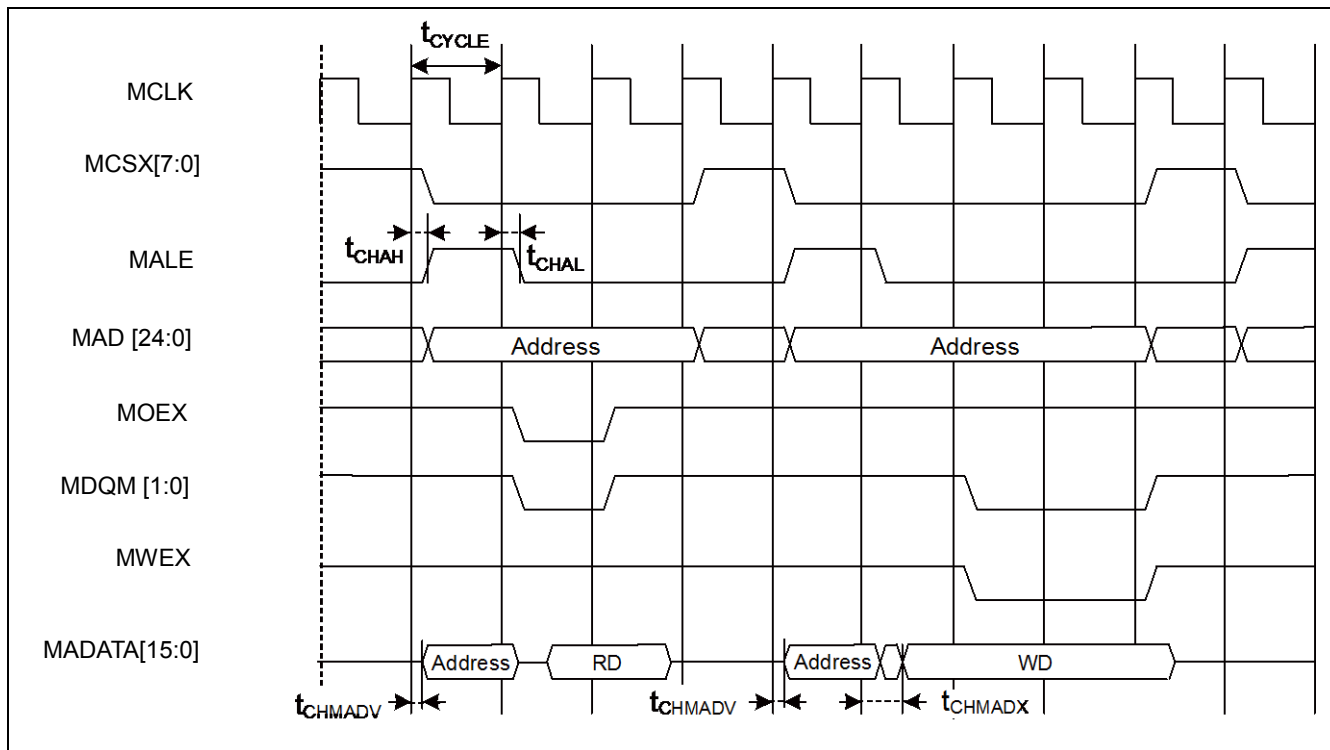 tCYCLE
MCLK
MCSX[7:0]
tCHAH
tCHAL
MALE
MAD [24:0]
Address
Address
MOEX
MDQM [1:0]
MWEX
MADATA[15:0]
Address
RD
Address
WD
tCHMADV
tCHMADV
tCHMADX